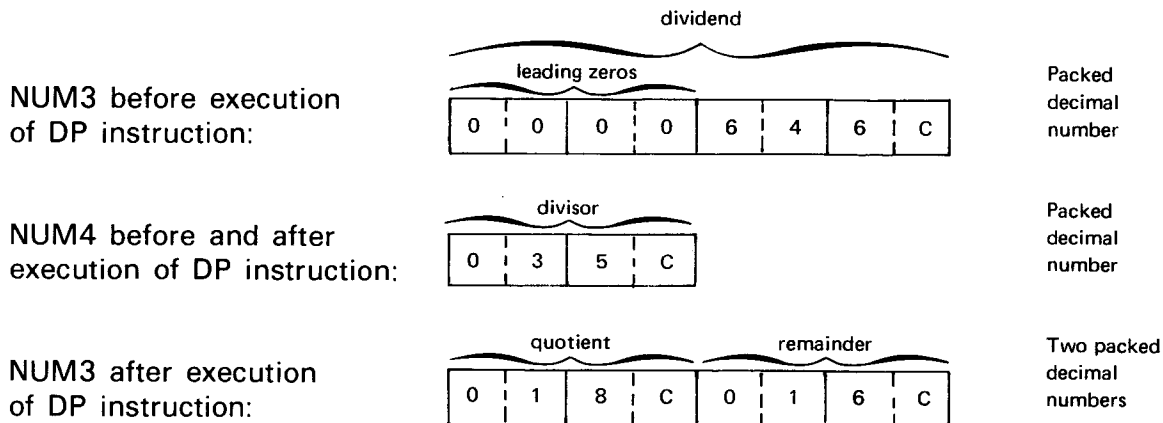 dividend
leading zeros
NUM3 before execution
of DP instruction:
0 0 0 0 6 4 6 C
Packed
decimal
number
divisor
NUM4 before and after
execution of DP instruction:
0 3 5 C
Packed
decimal
number
quotient remainder
NUM3 after execution
of DP instruction:
0 1 8 C 0 1 6 C
Two packed
decimal
numbers